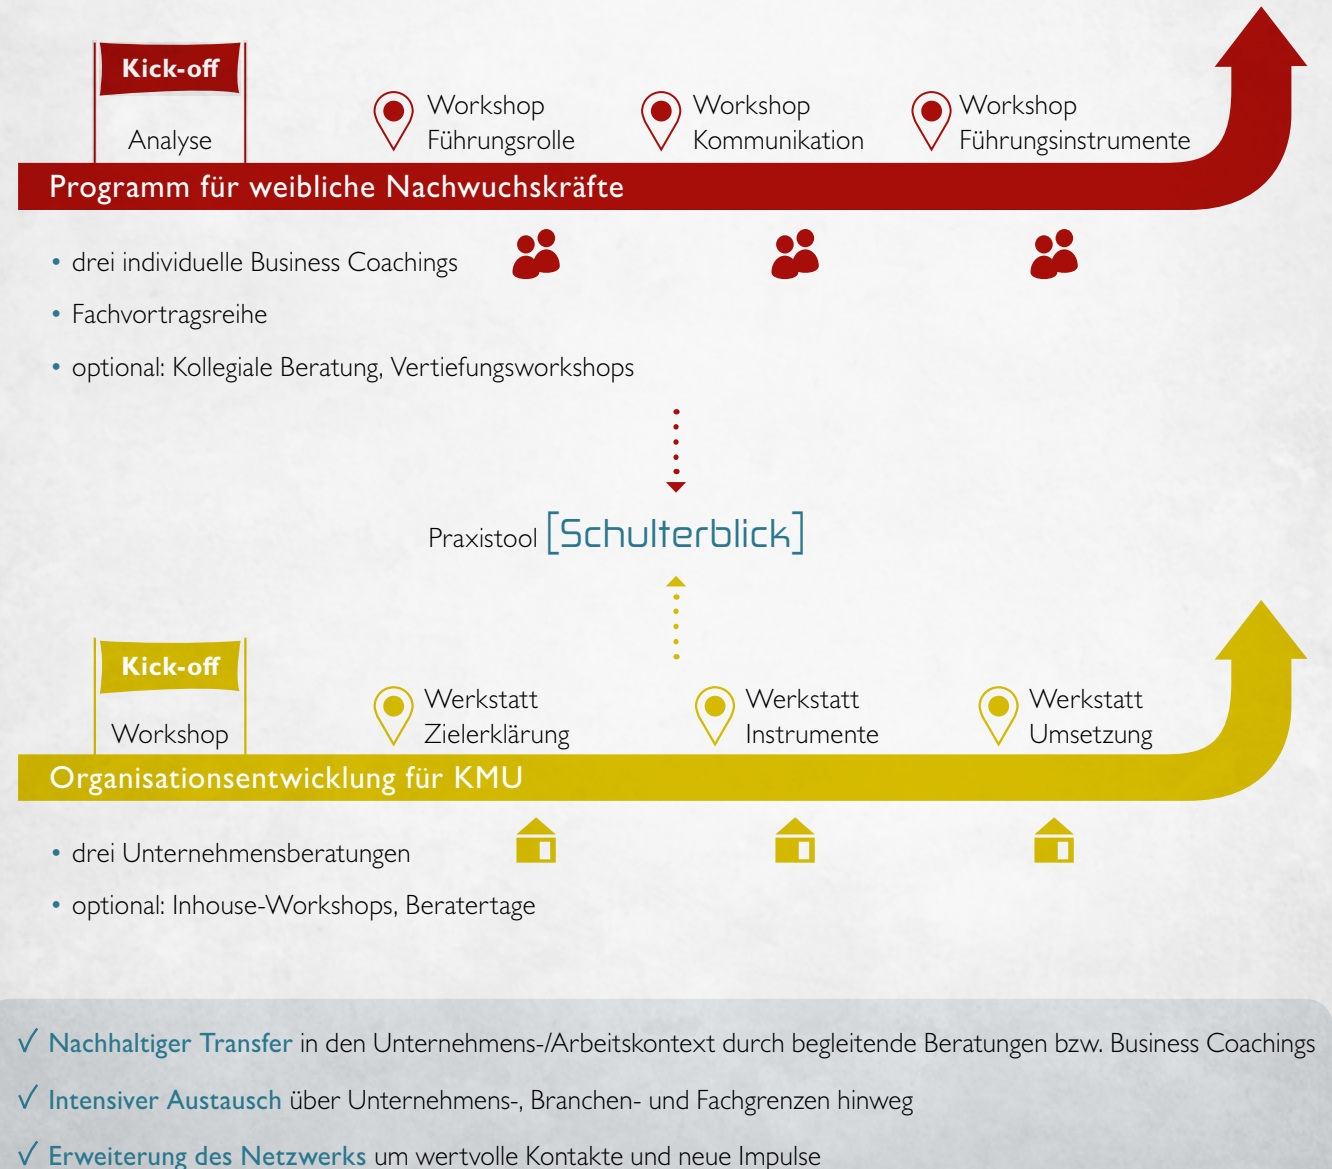 Kick-off
Analyse
Workshop
Führungsrolle
Workshop
Kommunikation
Workshop
Führungsinstrumente
Programm für weibliche Nachwuchskräfte
• drei individuelle Business Coachings
• Fachvortragsreihe
• optional: Kollegiale Beratung, Vertiefungsworkshops
Praxistool [Schulterblick]
Kick-off
Workshop
Werkstatt
Zielerklärung
Werkstatt
Instrumente
Werkstatt
Umsetzung
Organisationsentwicklung für KMU
• drei Unternehmensberatungen
• optional: Inhouse-Workshops, Beratertage
✓ Nachhaltiger Transfer in den Unternehmens-/Arbeitskontext durch begleitende Beratungen bzw. Business Coachings
✓ Intensiver Austausch über Unternehmens-, Branchen- und Fachgrenzen hinweg
✓ Erweiterung des Netzwerks um wertvolle Kontakte und neue Impulse